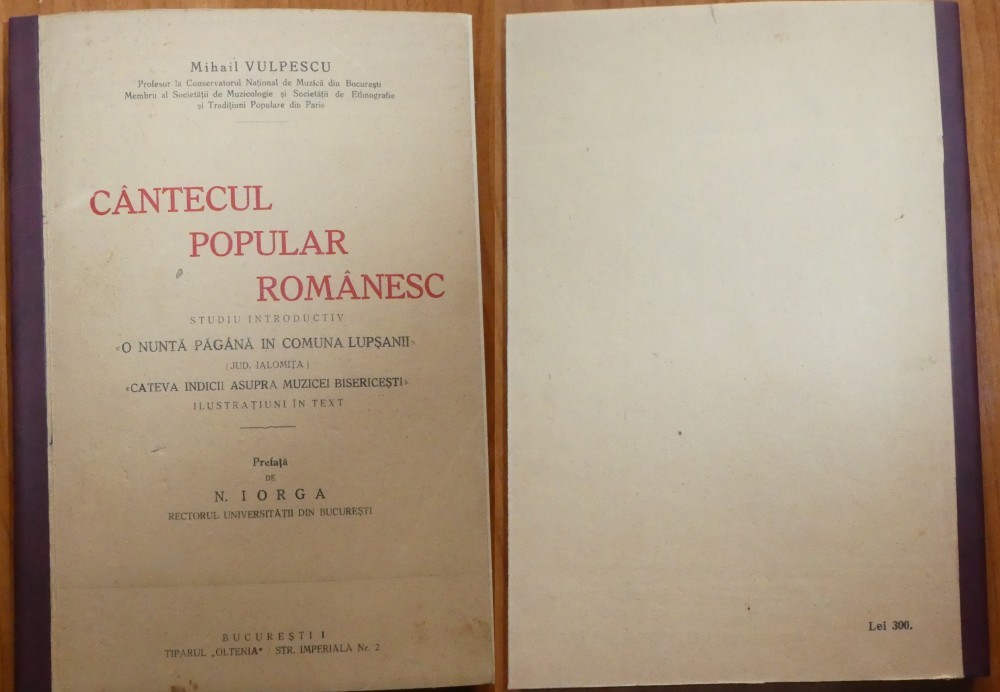 Mihail VULPESCU
Profesor la Conservatorul Național de Muzică din București
Membru al Societății de Muzicologie și Societății de Ethnografie
și Tradițiuni Populare din Paris
CÂNTECUL
POPULAR
ROMÂNESC
STUDIU INTRODUCTIV
«O NUNTĂ PĂGÂNĂ IN COMUNA LUPȘANII»
(JUD. IALOMIȚA)
«CATEVA INDICII ASUPRA MUZICEI BISERICEȘTI»
ILUSTRAȚIUNI ÎN TEXT
Prefață
DE
N. IORGA
RECTORUL UNIVERSITĂȚII DIN BUCUREȘTI
BUCUREȘTI I
TIPARUL „OLTENIA" / STR. IMPERIALĂ Nr. 2
Lei 300.